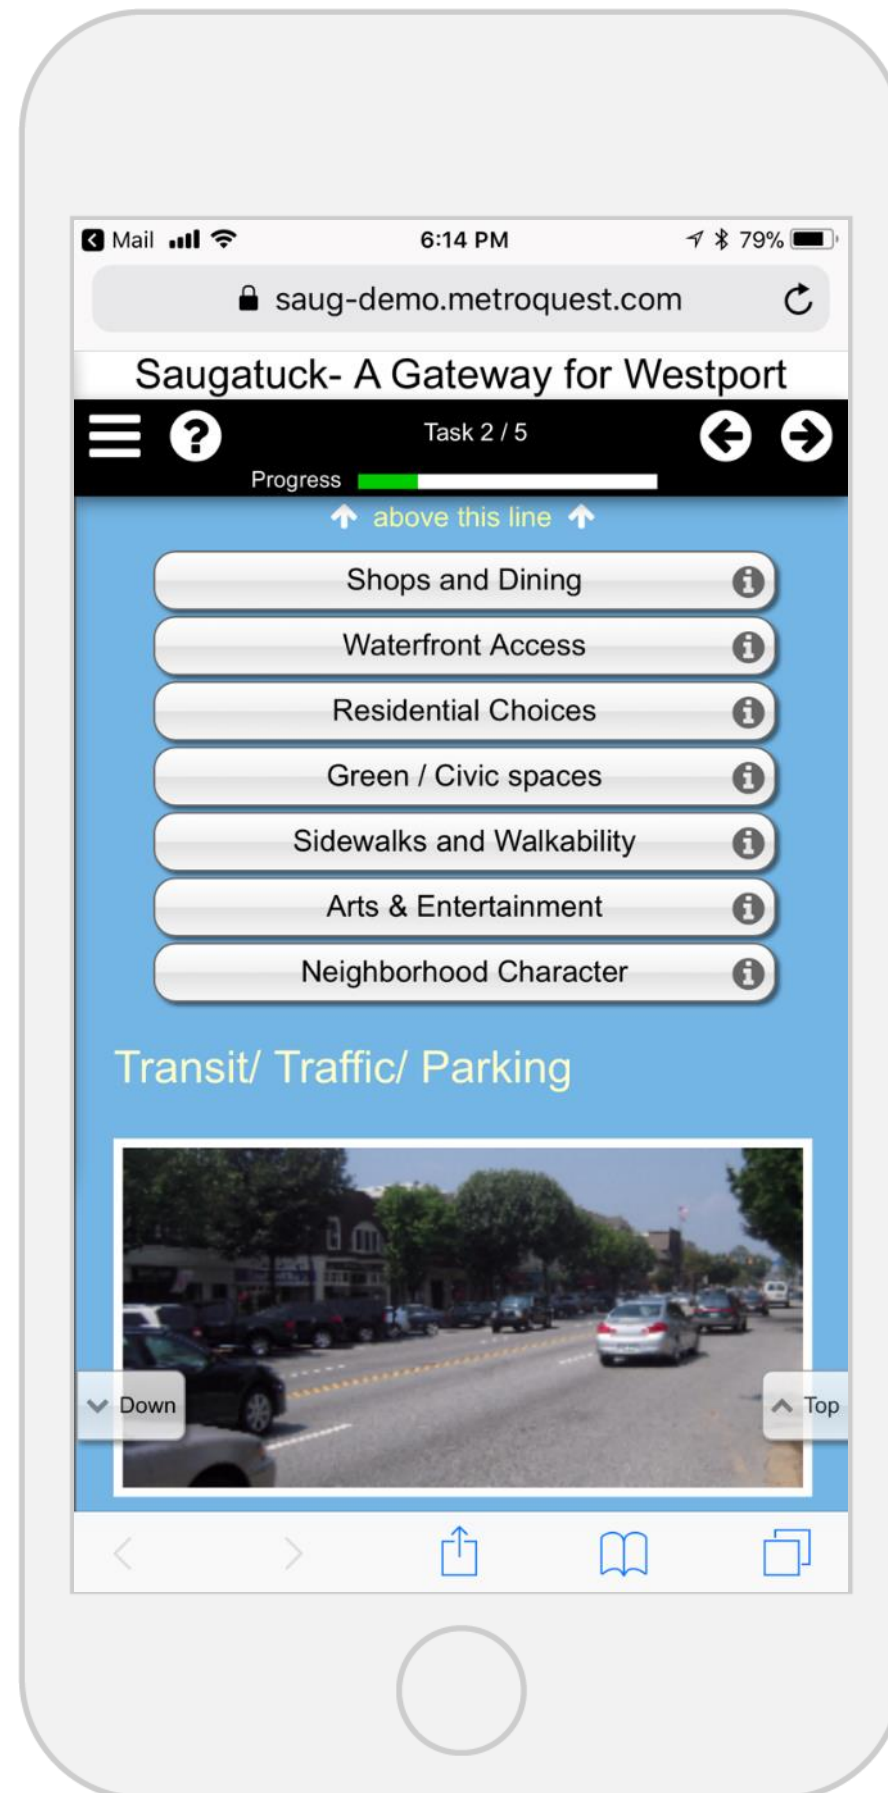 Mail 6:14 PM 79%
saug-demo.metroquest.com
Saugatuck- A Gateway for Westport
? Task 2 / 5
Progress
above this line
Shops and Dining
Waterfront Access
Residential Choices
Green / Civic spaces
Sidewalks and Walkability
Arts & Entertainment
Neighborhood Character
Transit/ Traffic/ Parking
Down
Top